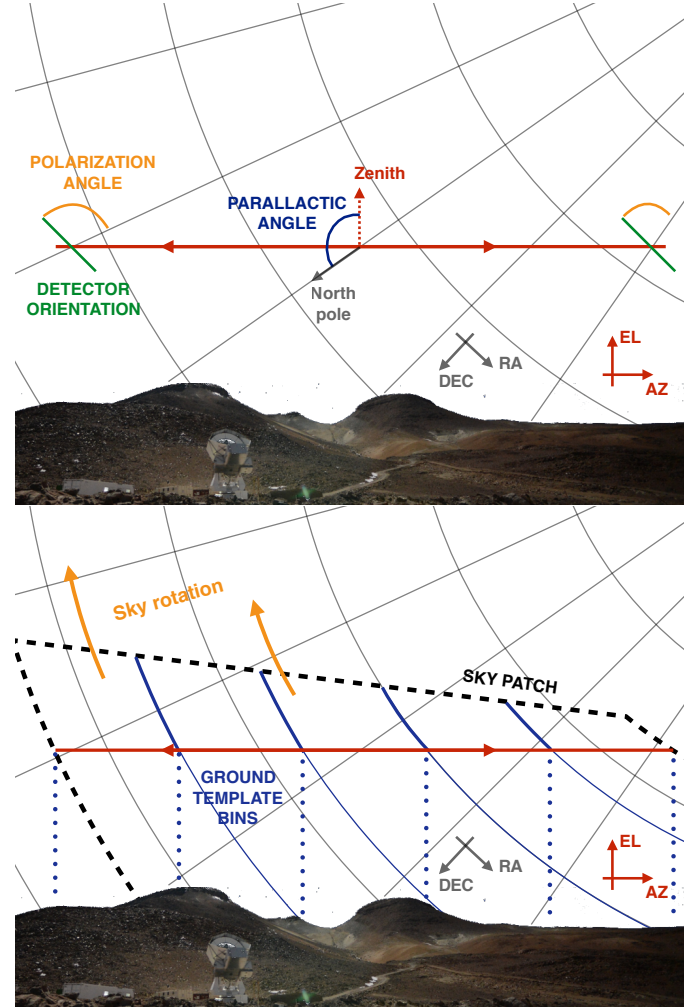 POLARIZATION
ANGLE
Zenith
PARALLACTIC
ANGLE
DETECTOR
ORIENTATION
North
pole
EL
RA
DEC
AZ
Sky rotation
SKY PATCH
GROUND
TEMPLATE
BINS
EL
RA
DEC
AZ